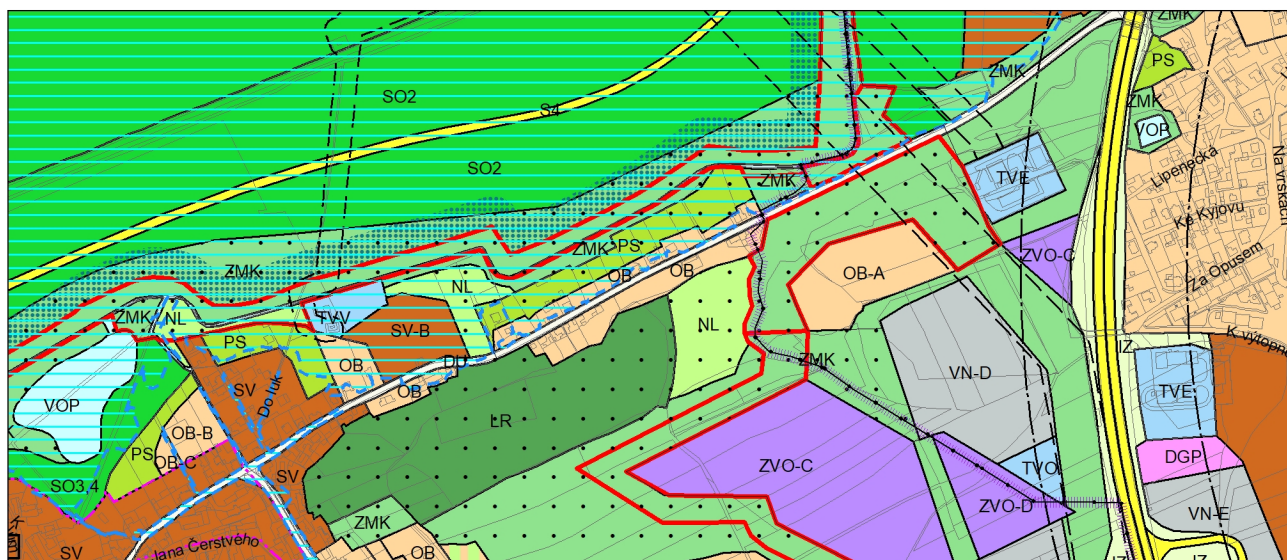 ZMK
SO2
ZMK
PS
S4
ZMK
VOP
Lipenecká
Na vrskách
SO2
ZMK
TVE
Ke Kyjovu
ZMK
PS
ZVO-C
Za Opusem
ZMK
OB
OB
OB-A
NL
ZMK
NL
TVV
SV-B
NL
K výtopně
PS
IZ
OB
DU
ZMK
VN-D
TVE
SV
Do luk
OB
VOP
LR
OB-B
PS
OB-C
ZVO-C
TVO
DGP
SO3,4
SV
ZVO-D
VN-E
ZMK
SV
Jana Čerstvého
OB
IZ
IZ